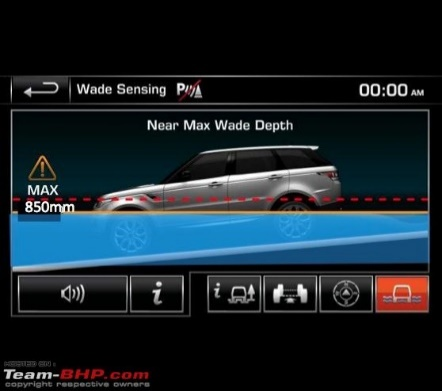 Wade Sensing
00:00 AM
Near Max Wade Depth
MAX
850mm
HOSTED ON :
Team-BHP.com
copyright respective owners